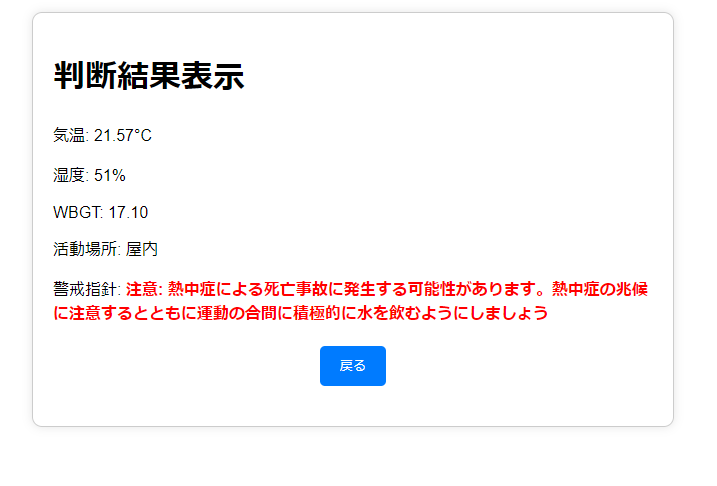 判断結果表示
気温: 21.57°C
湿度: 51%
WBGT: 17.10
活動場所: 屋内
警戒指針: 注意: 熱中症による死亡事故に発生する可能性があります。熱中症の兆候
に注意するとともに運動の合間に積極的に水を飲むようにしましょう
戻る